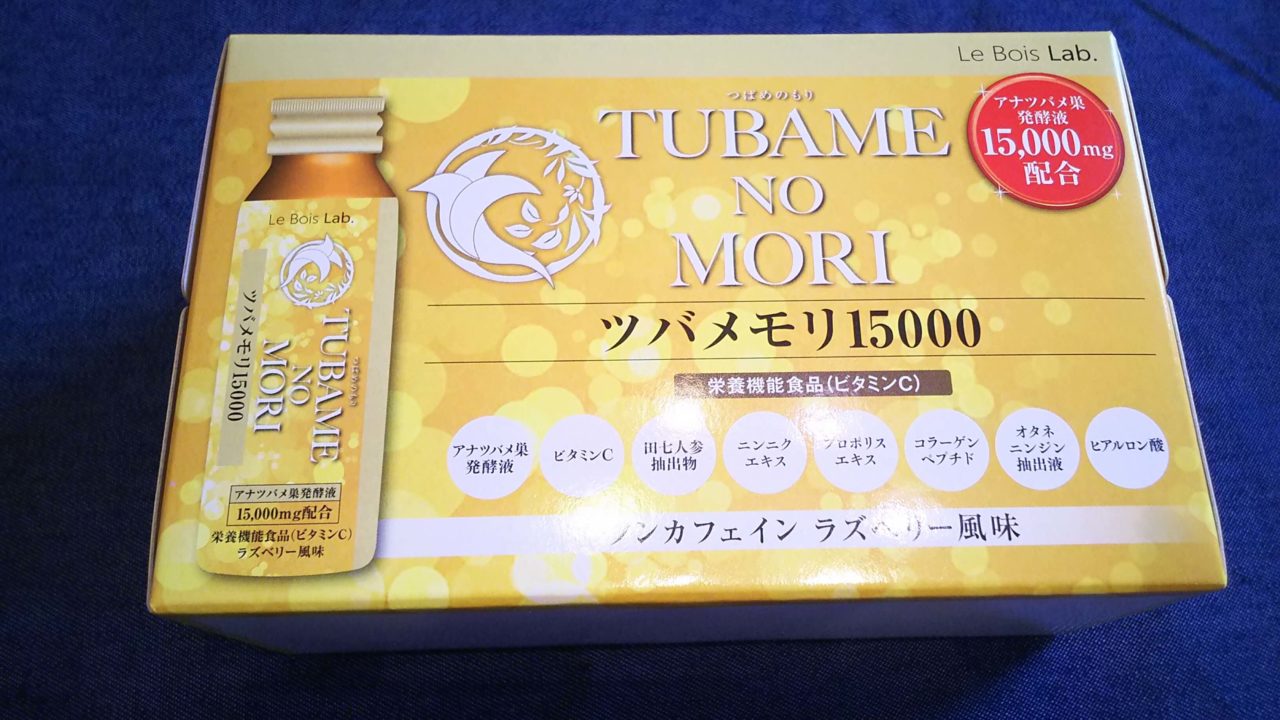 Le Bois Lab.
つばめのもり
TUBAME
NO
MORI
アナツバメ巣
発酵液
15,000mg
配合
ツバメモリ15000
栄養機能食品(ビタミンC)
アナツバメ巣
発酵液
ビタミンC
田七人参
抽出物
ニンニク
エキス
プロポリス
エキス
コラーゲン
ペプチド
オタネ
ニンジン
抽出液
ヒアルロン酸
ノンカフェイン ラズベリー風味
Le Bois Lab.
つばめのもり
TUBAME
NO
MORI
ツバメモリ15000
アナツバメ巣発酵液
15,000mg配合
栄養機能食品(ビタミンC)
ラズベリー風味